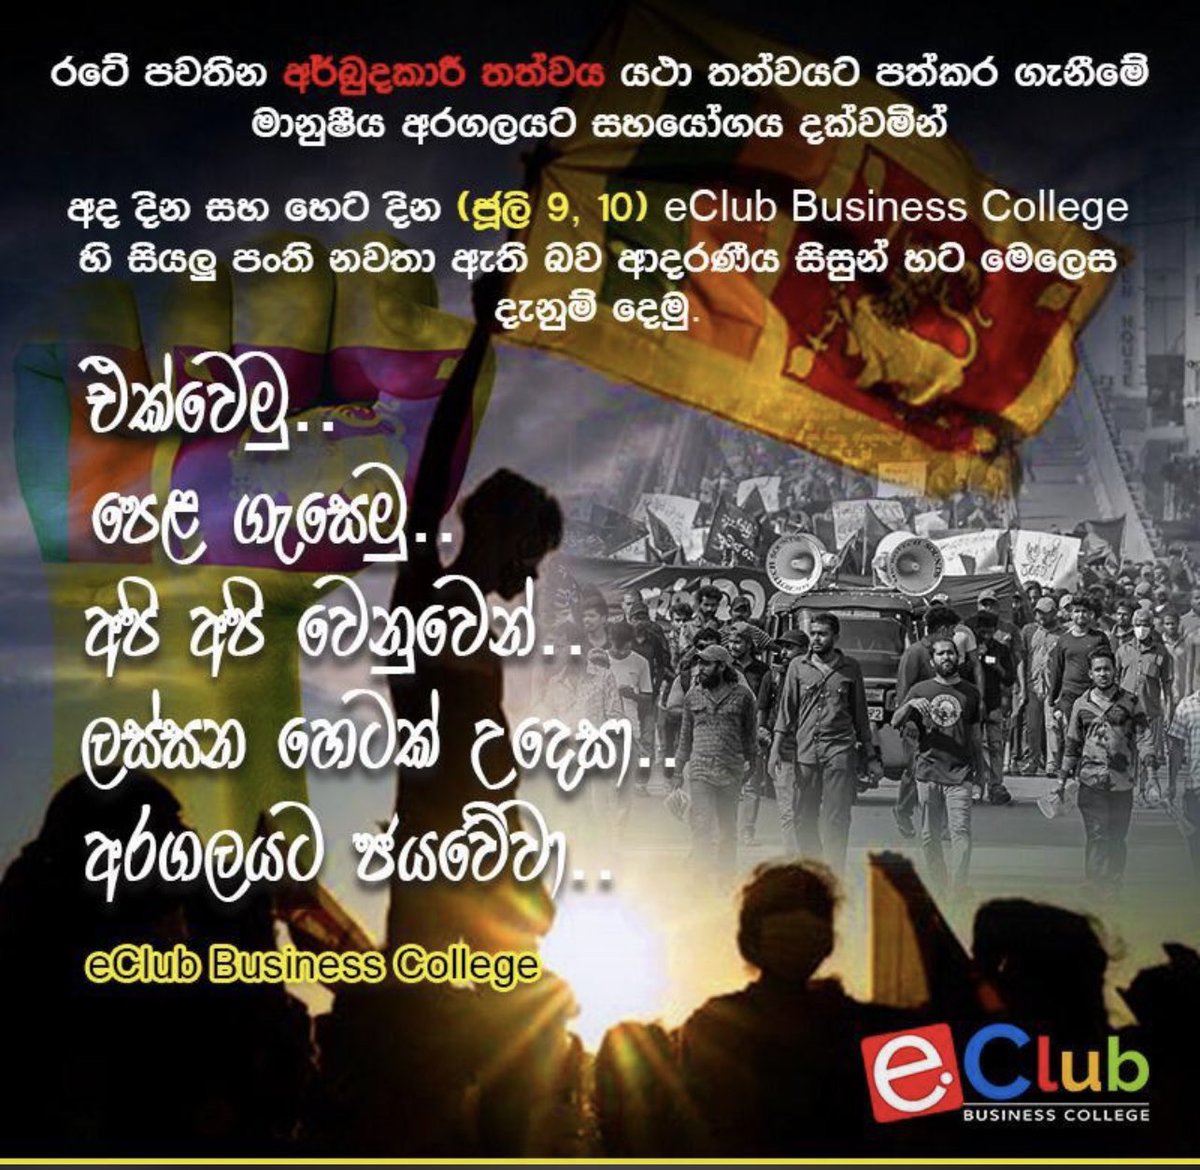 රටේ පවතින අර්බුදකාරී තත්වය යථා තත්වයට පත්කර ගැනීමේ
මානුෂීය අරගලයට සහයෝගය දක්වමින්
අද දින සහ හෙට දින (ජූලි 9, 10) eClub Business College
හි සියලු පංති නවතා ඇති බව ආදරණීය සිසුන් හට මෙලෙස
දැනුම් දෙමු.
එක්වෙමු..
පෙළ ගැසෙමු..
අපි අපි වෙනුවෙන්..
ලස්සන හෙටක් උදෙසා..
අරගලයට ජයවේවා..
eClub Business College
e.Club
BUSINESS COLLEGE